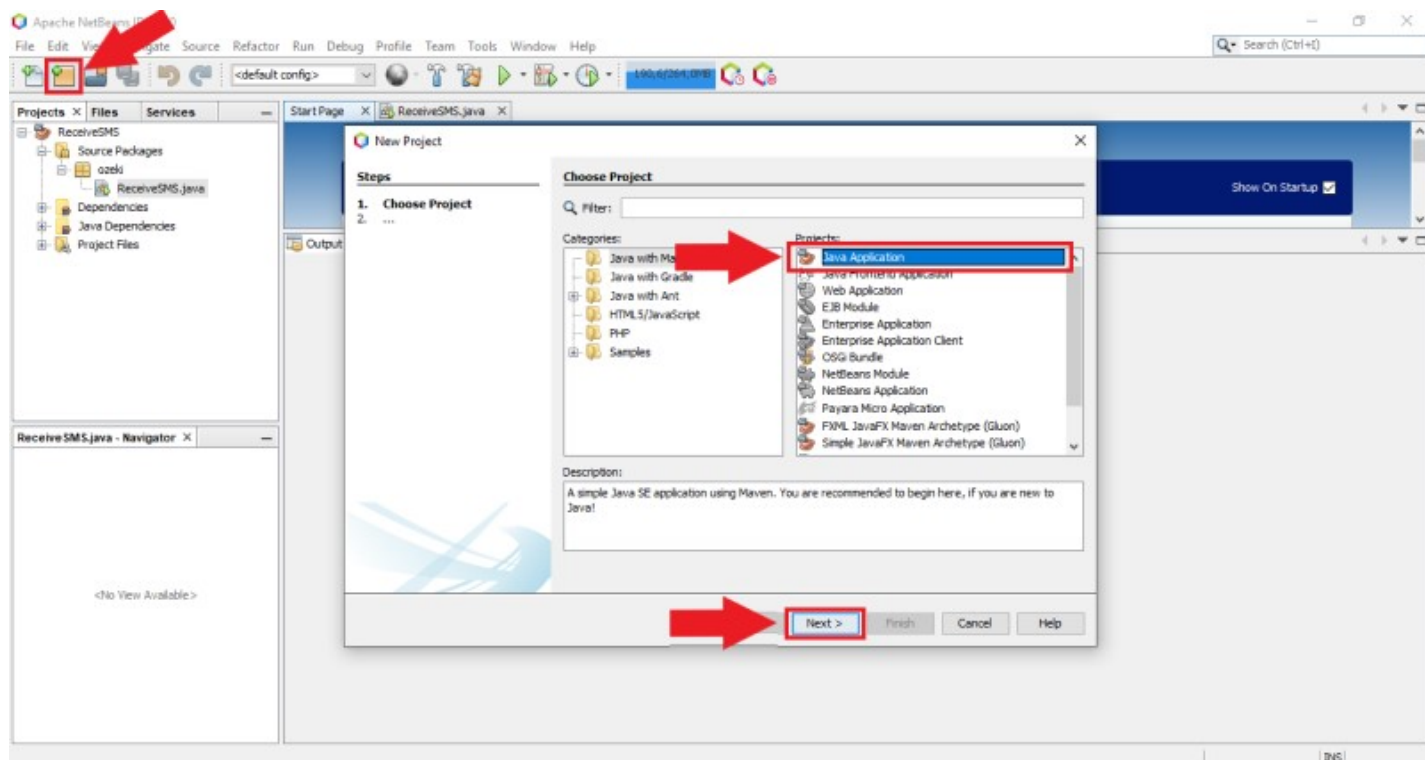 Apache NetBeans
File Edit Source Refactor Run Debug Profile Team Tools Window Help
Search (Ctrl+I)
<default config>
Projects Files Services
Start Page ReceiveSMS.java
ReceiveSMS
Source Packages
ozeki
ReceiveSMS.java
Dependencies
Java Dependencies
Project Files
Show On Startup
Output
New Project
Steps
1. Choose Project
2. ...
Choose Project
Filter:
Categories:
Java with
Java with Gradle
Java with Ant
HTML5/JavaScript
PHP
Samples
Projects:
Java Application
Java Frontend Application
Web Application
EJB Module
Enterprise Application
Enterprise Application Client
OSGi Bundle
NetBeans Module
NetBeans Application
Payara Micro Application
FXML JavaFX Maven Archetype (Gluon)
Simple JavaFX Maven Archetype (Gluon)
Description:
A simple Java SE application using Maven. You are recommended to begin here, if you are new to
Java!
Next > Finish Cancel Help
ReceiveSMS.java - Navigator
<No View Available>
INS